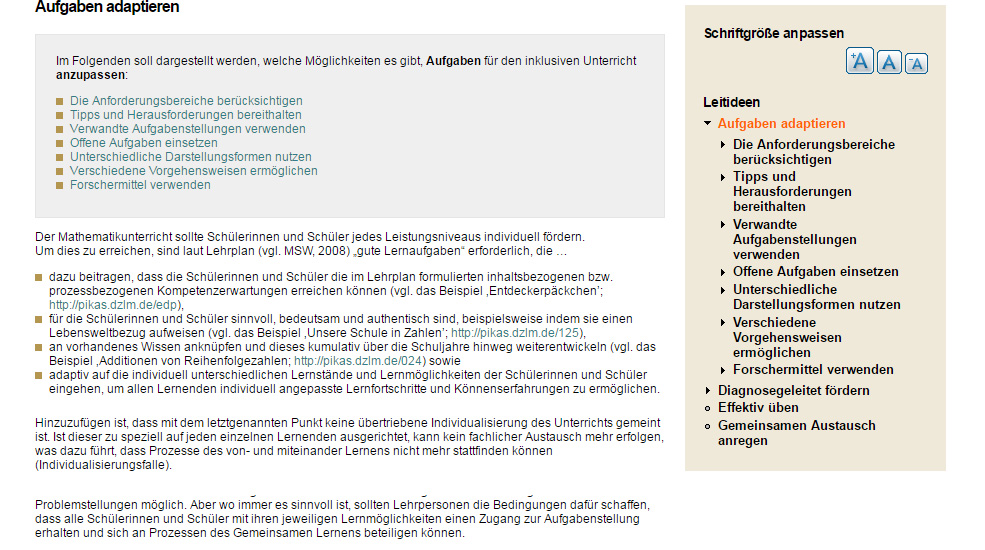 Aufgaben adaptieren
Im Folgenden soll dargestellt werden, welche Möglichkeiten es gibt, Aufgaben für den inklusiven Unterricht
anzupassen:
Die Anforderungsbereiche berücksichtigen
Tipps und Herausforderungen bereithalten
Verwandte Aufgabenstellungen verwenden
Offene Aufgaben einsetzen
Unterschiedliche Darstellungsformen nutzen
Verschiedene Vorgehensweisen ermöglichen
Forschermittel verwenden
Der Mathematikunterricht sollte Schülerinnen und Schüler jedes Leistungsniveaus individuell fördern.
Um dies zu erreichen, sind laut Lehrplan (vgl. MSW, 2008) „gute Lernaufgaben“ erforderlich, die …
dazu beitragen, dass die Schülerinnen und Schüler die im Lehrplan formulierten inhaltsbezogenen bzw.
prozessbezogenen Kompetenzerwartungen erreichen können (vgl. das Beispiel ‚Entdeckerpäckchen’;
http://pikas.dzlm.de/edp),
für die Schülerinnen und Schüler sinnvoll, bedeutsam und authentisch sind, beispielsweise indem sie einen
Lebensweltbezug aufweisen (vgl. das Beispiel ‚Unsere Schule in Zahlen’; http://pikas.dzlm.de/125),
an vorhandenes Wissen anknüpfen und dieses kumulativ über die Schuljahre hinweg weiterentwickeln (vgl. das
Beispiel ‚Additionen von Reihenfolgezahlen; http://pikas.dzlm.de/024) sowie
adaptiv auf die individuell unterschiedlichen Lernstände und Lernmöglichkeiten der Schülerinnen und Schüler
eingehen, um allen Lernenden individuell angepasste Lernfortschritte und Könnenserfahrungen zu ermöglichen.
Hinzuzufügen ist, dass mit dem letztgenannten Punkt keine übertriebene Individualisierung des Unterrichts gemeint
ist. Ist dieser zu speziell auf jeden einzelnen Lernenden ausgerichtet, kann kein fachlicher Austausch mehr erfolgen,
was dazu führt, dass Prozesse des von- und miteinander Lernens nicht mehr stattfinden können
(Individualisierungsfalle).
Problemstellungen möglich. Aber wo immer es sinnvoll ist, sollten Lehrpersonen die Bedingungen dafür schaffen,
dass alle Schülerinnen und Schüler mit ihren jeweiligen Lernmöglichkeiten einen Zugang zur Aufgabenstellung
erhalten und sich an Prozessen des Gemeinsamen Lernens beteiligen können.
Schriftgröße anpassen
+A A -A
Leitideen
Aufgaben adaptieren
Die Anforderungsbereiche
berücksichtigen
Tipps und
Herausforderungen
bereithalten
Verwandte
Aufgabenstellungen
verwenden
Offene Aufgaben einsetzen
Unterschiedliche
Darstellungsformen nutzen
Verschiedene
Vorgehensweisen
ermöglichen
Forschermittel verwenden
Diagnosegeleitet fördern
Effektiv üben
Gemeinsamen Austausch
anregen